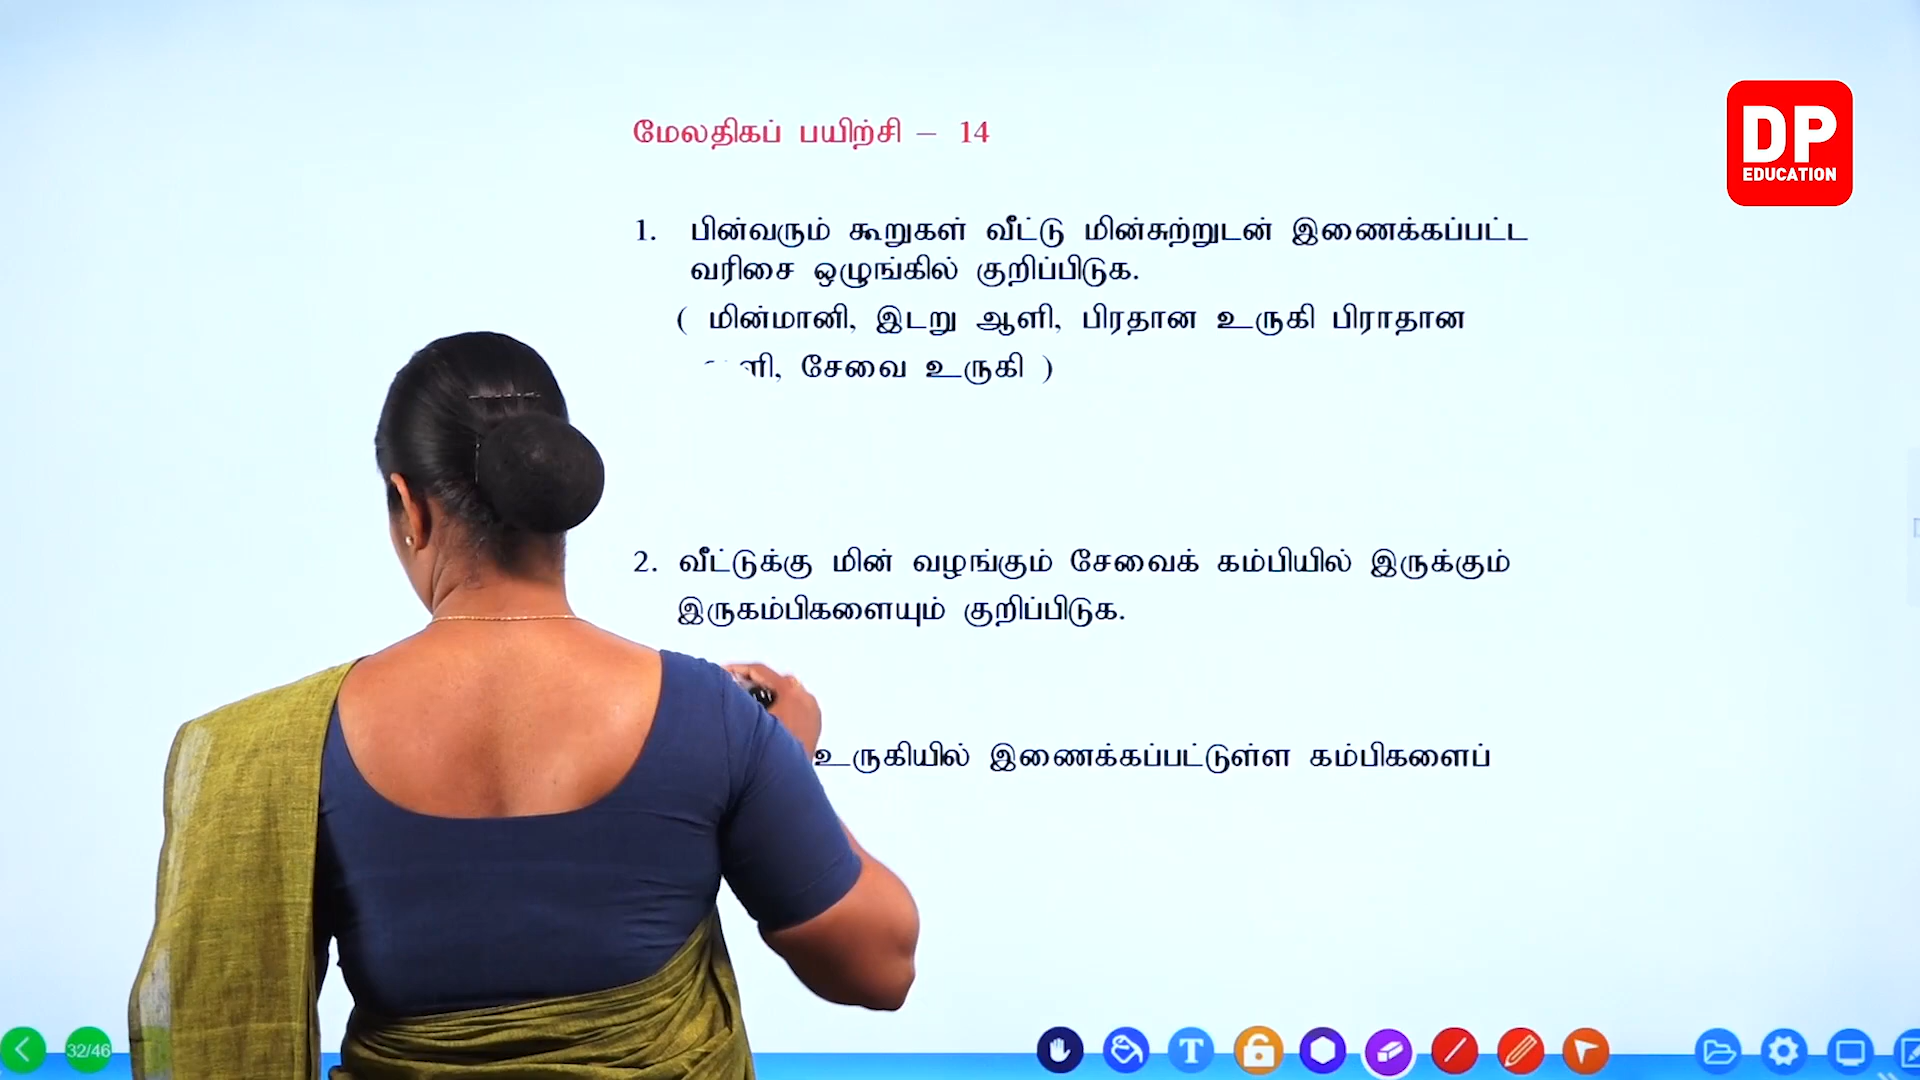 DP
EDUCATION
மேலதிகப் பயிற்சி – 14
1. பின்வரும் கூறுகள் வீட்டு மின்சுற்றுடன் இணைக்கப்பட்ட
வரிசை ஒழுங்கில் குறிப்பிடுக.
( மின்மானி, இடறு ஆளி, பிரதான உருகி பிராதான
சேவை உருகி )
2. வீட்டுக்கு மின் வழங்கும் சேவைக் கம்பியில் இருக்கும்
இருகம்பிகளையும் குறிப்பிடுக.
உருகியில் இணைக்கப்பட்டுள்ள கம்பிகளைப்
32/46
T